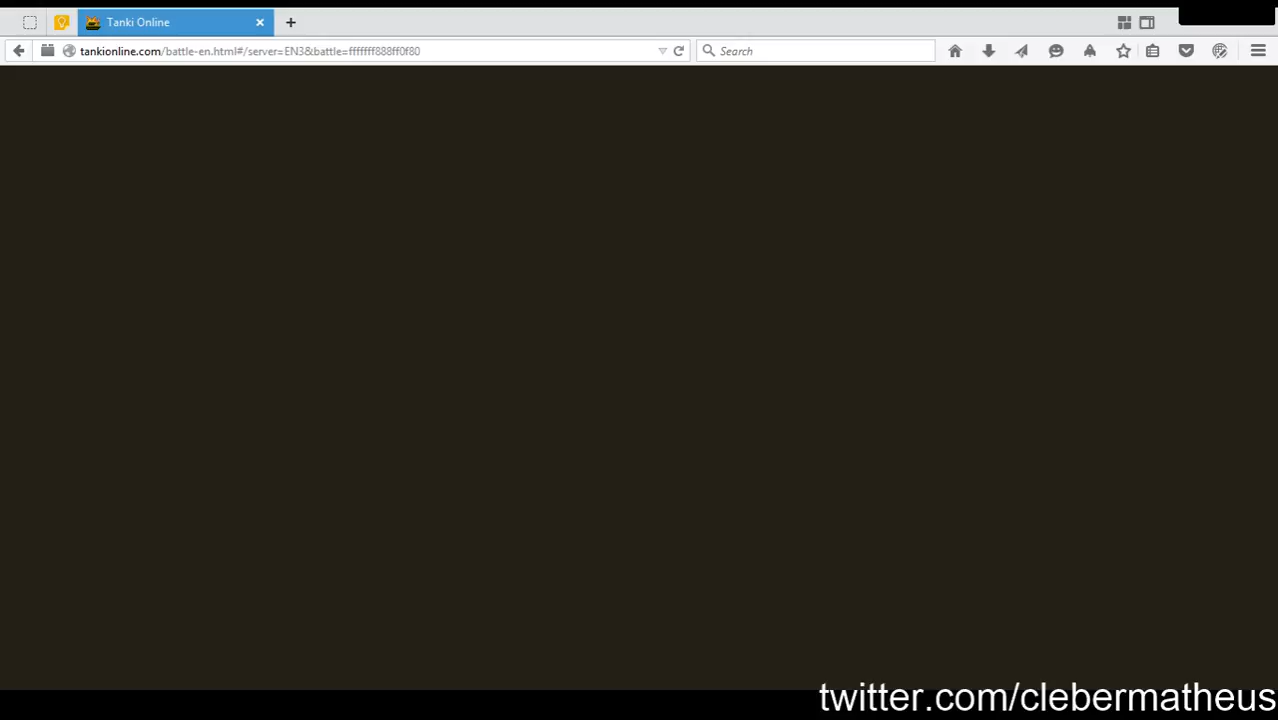 Tanki Online
tankionline.com/battle-en.html#/server=EN3&battle=fffffff888ff0f80
Search
twitter.com/clebermatheus